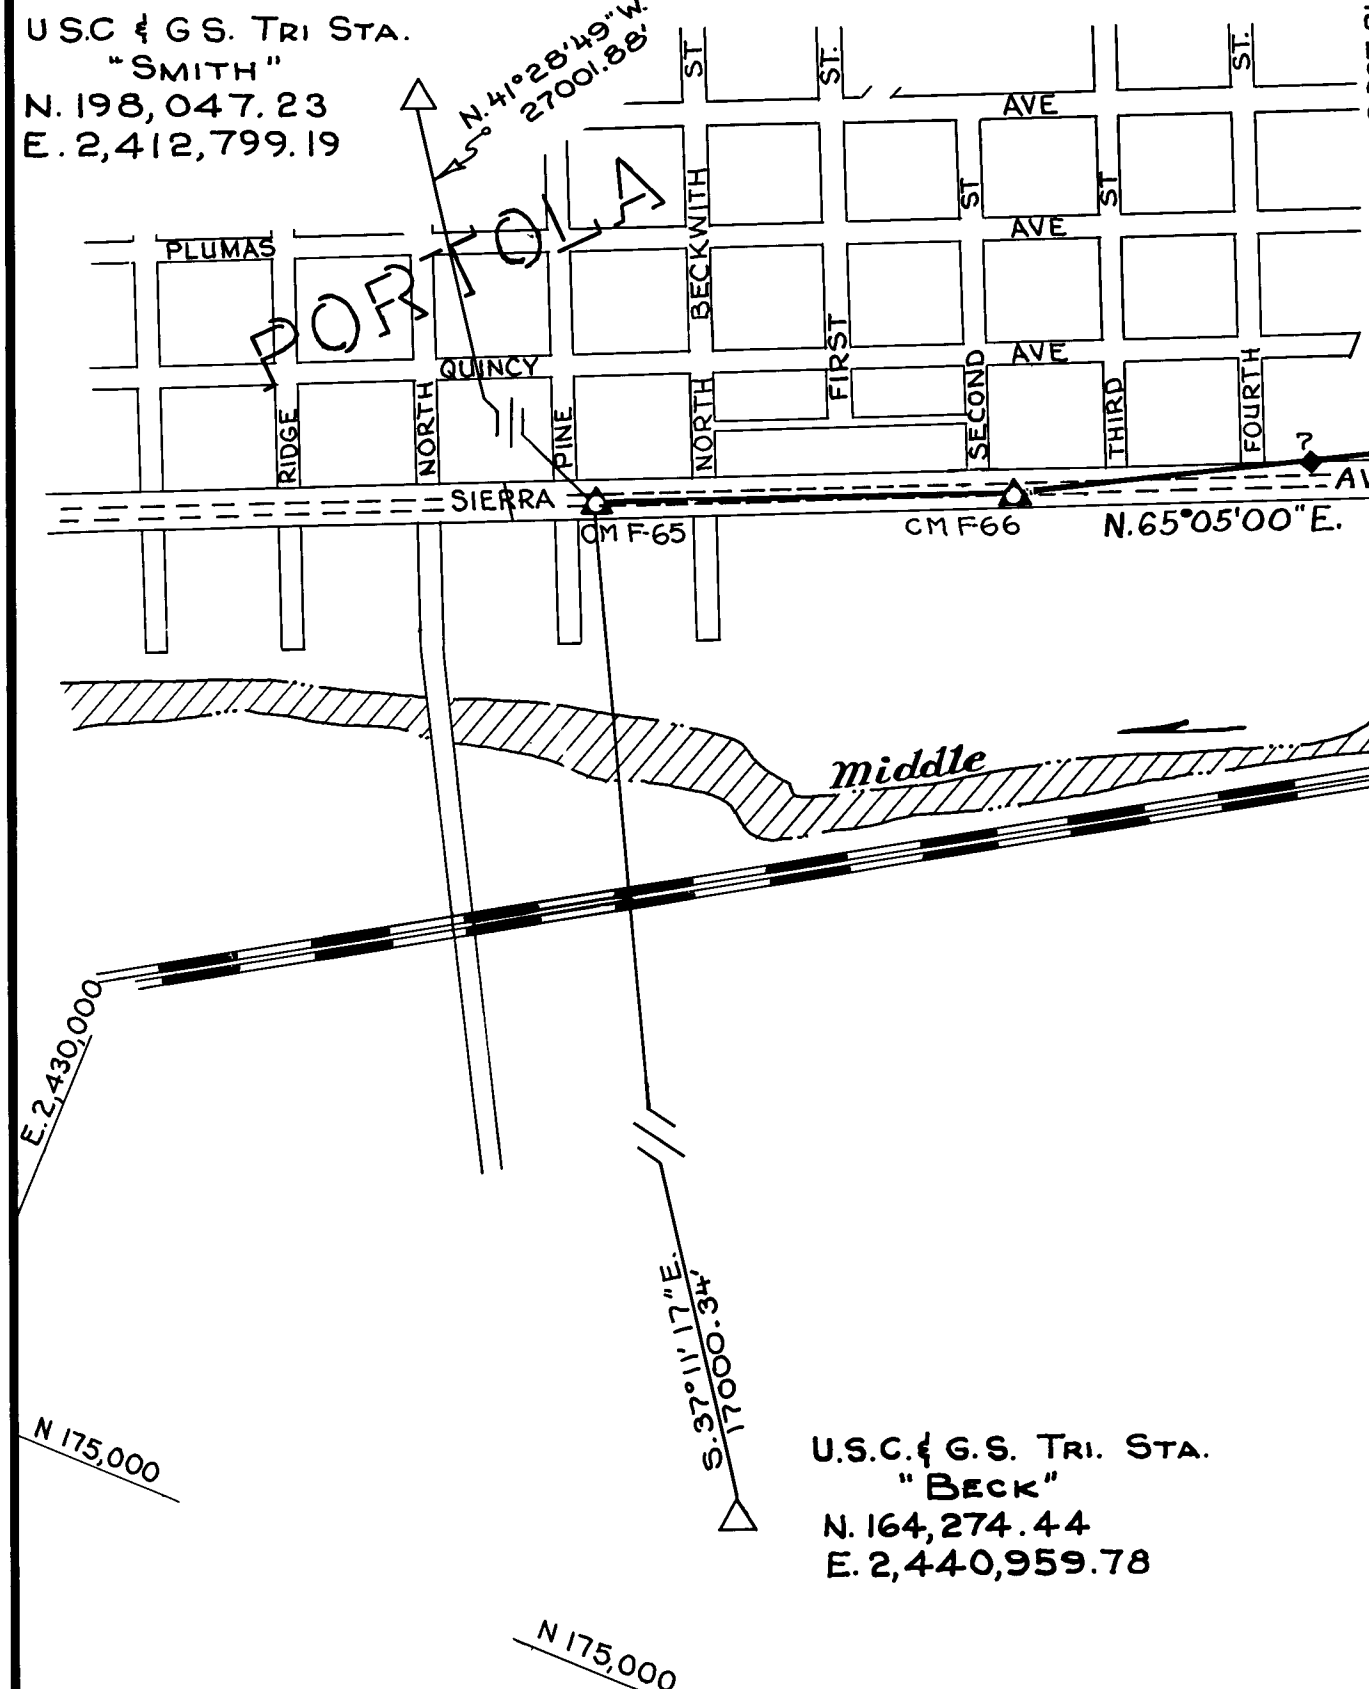 U S.C & G S. TRI STA.
"SMITH"
N. 198,047.23
E. 2,412,799.19
N. 41°28'49"W.
27001.88'
ST
ST.
ST.
AVE
ST
ST
AVE
PLUMAS
PORTOLA
BECKWITH
QUINCY
FIRST
AVE
RIDGE
NORTH
PINE
NORTH
SECOND
THIRD
FOURTH
?
SIERRA
AV
CM F-65
CM F-66
N.65°05'00"E.
middle
E. 2,430,000
S. 37°11'17"E.
17000.34'
N 175,000
U.S.C. & G.S. TRI. STA.
"BECK"
N. 164,274.44
E. 2,440,959.78
N 175,000